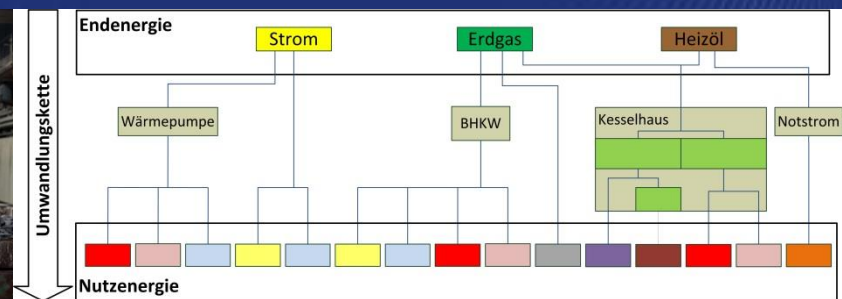 Endenergie
Strom
Erdgas
Heizöl
Umwandlungskette
Wärmepumpe
BHKW
Kesselhaus
Notstrom
Nutzenergie